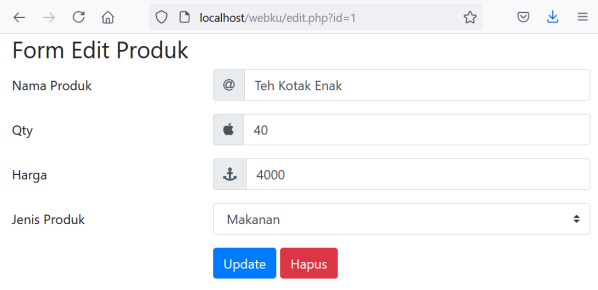 localhost/webku/edit.php?id=1
Form Edit Produk
Nama Produk @ Teh Kotak Enak
Qty 40
Harga 4000
Jenis Produk Makanan
Update Hapus